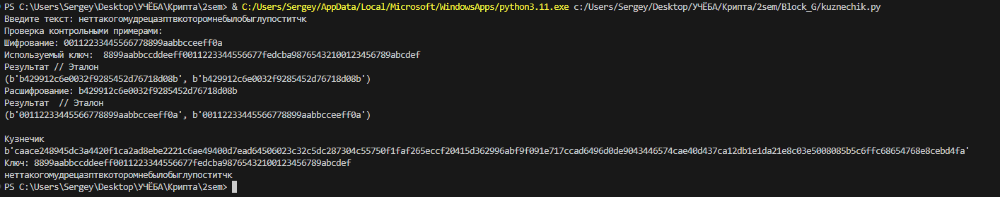 PS C:\Users\Sergey\Desktop\УЧЁБА\Крипта\2sem> & C:/Users/Sergey/AppData/Local/Microsoft/WindowsApps/python3.11.exe c:/Users/Sergey/Desktop/УЧЁБА/Крипта/2sem/Block_G/kuznechik.py
Введите текст: неттакогомудрецазптвкоторомнебылобыглупоститчк
Проверка контрольными примерами:
Шифрование: 00112233445566778899aabbcceeff0a
Используемый ключ:  8899aabbccddeeff0011223344556677fedcba98765432100123456789abcdef
Результат // Эталон
(b'b429912c6e0032f9285452d76718d08b', b'b429912c6e0032f9285452d76718d08b')
Расшифрование: b429912c6e0032f9285452d76718d08b
Результат  // Эталон
(b'00112233445566778899aabbcceeff0a', b'00112233445566778899aabbcceeff0a')
Кузнечик
b'caace248945dc3a4420f1ca2ad8ebe2221c6ae49400d7ead64506023c32c5dc287304c55750f1faf265eccf20415d362996abf9f091e717ccad6496d0de9043446574cae40d437ca12db1e1da21e8c03e5008085b5c6ffc68654768e8cebd4fa'
Ключ: 8899aabbccddeeff0011223344556677fedcba98765432100123456789abcdef
неттакогомудрецазптвкоторомнебылобыглупоститчк
PS C:\Users\Sergey\Desktop\УЧЁБА\Крипта\2sem>